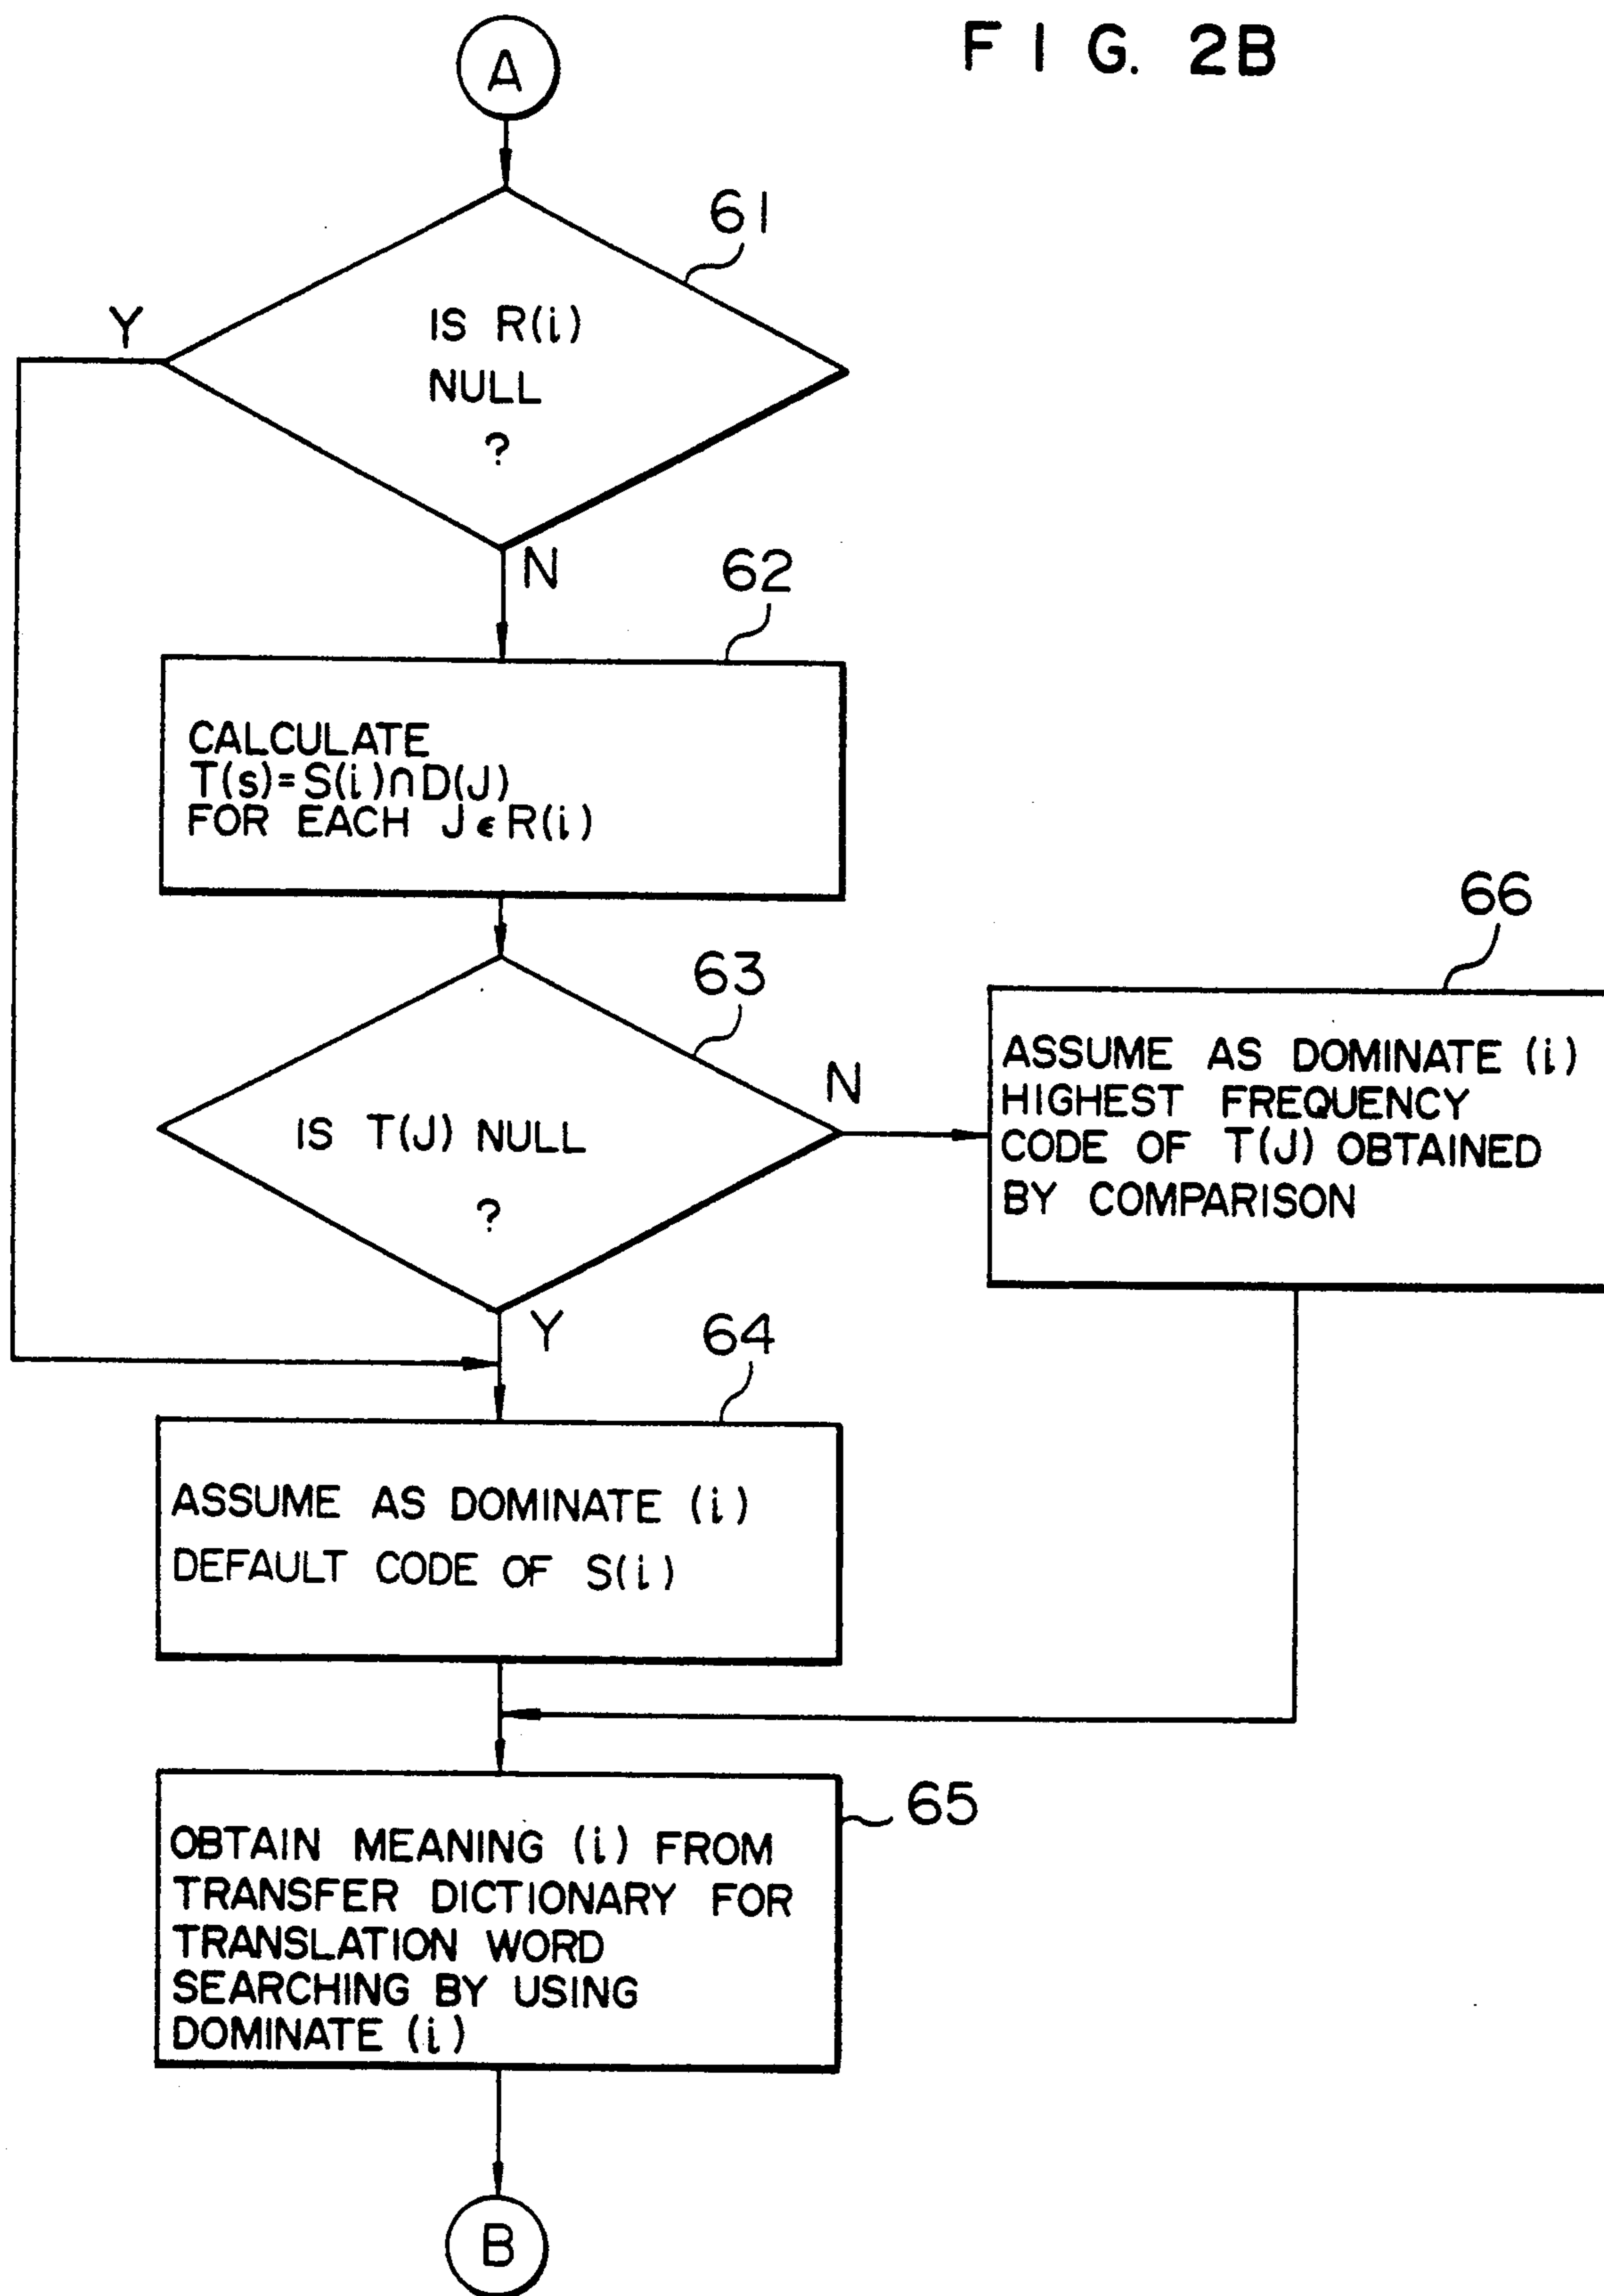 F I G. 2B
A
61
Y
IS R(i)
NULL
?
N
62
CALCULATE
T(s)=S(i)∩D(J)
FOR EACH J ϵ R(i)
63
66
IS T(J) NULL
?
N
ASSUME AS DOMINATE (i)
HIGHEST FREQUENCY
CODE OF T(J) OBTAINED
BY COMPARISON
Y
64
ASSUME AS DOMINATE (i)
DEFAULT CODE OF S(i)
65
OBTAIN MEANING (i) FROM
TRANSFER DICTIONARY FOR
TRANSLATION WORD
SEARCHING BY USING
DOMINATE (i)
B